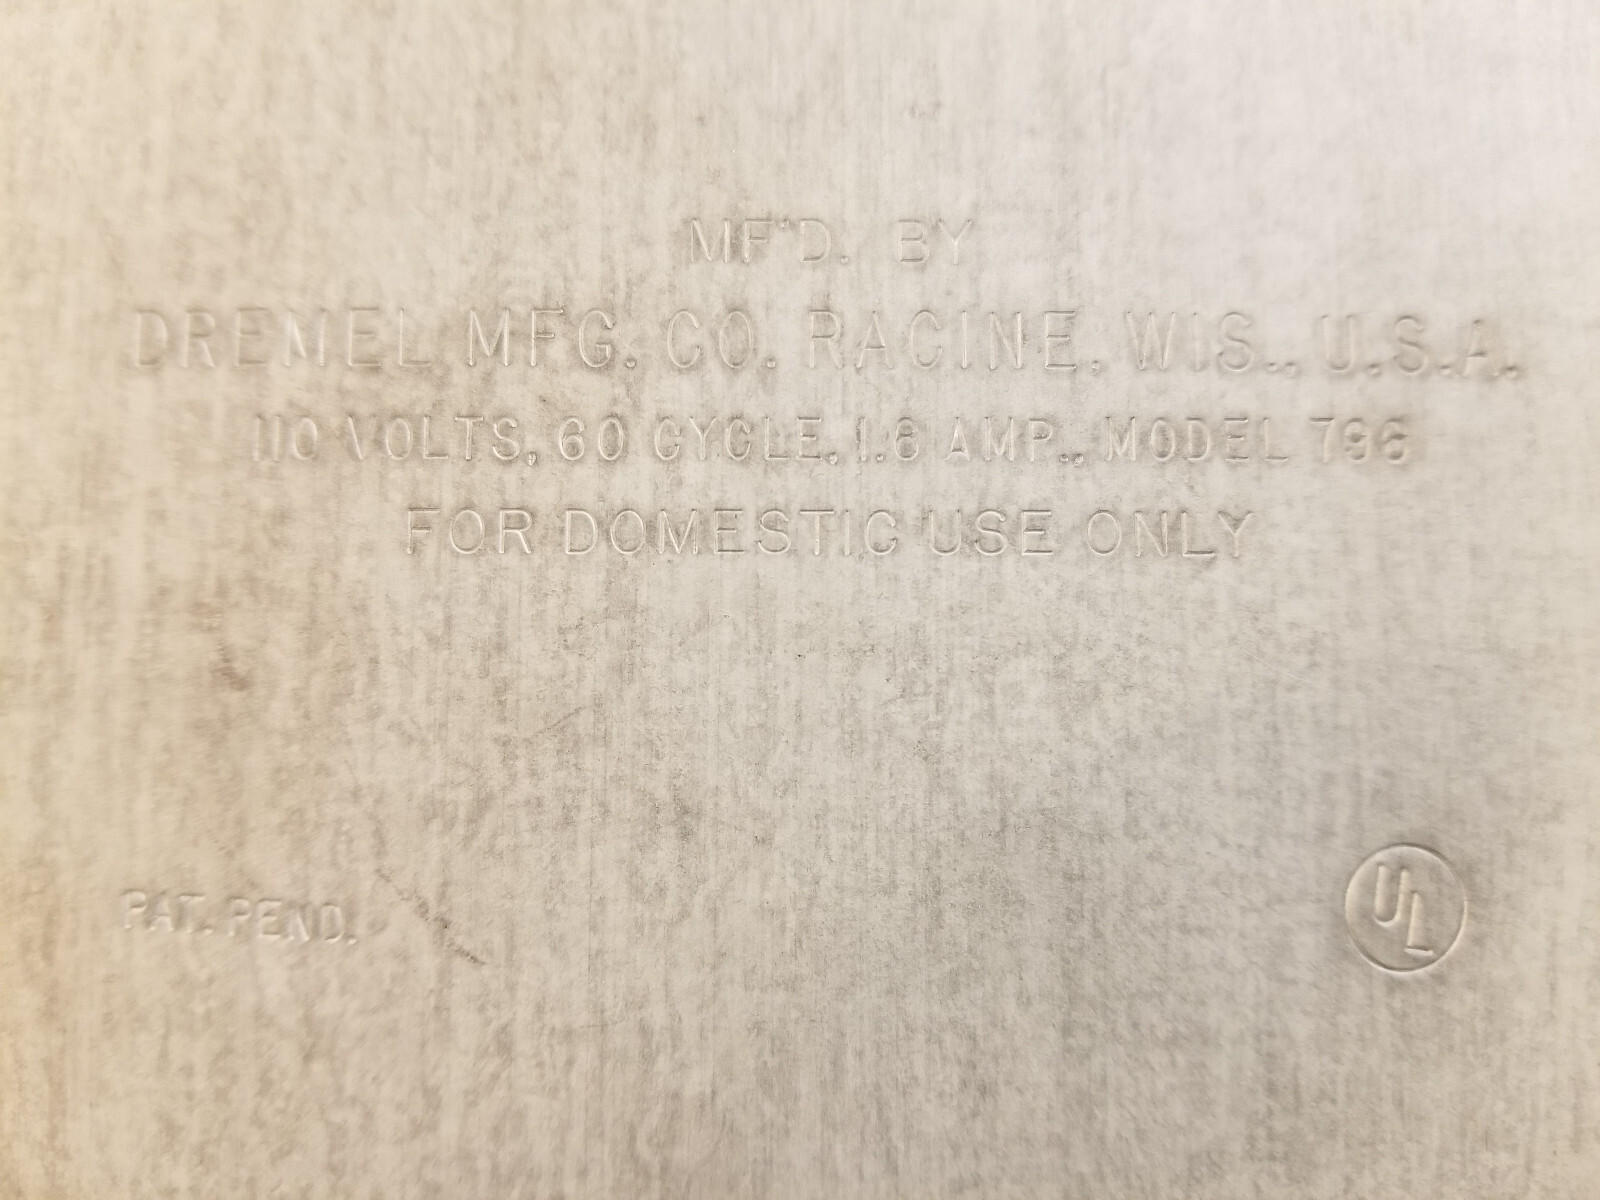 MF'D. BY
DREMEL MFG. CO. RACINE, WIS., U.S.A.
110 VOLTS, 60 CYCLE, 1.6 AMP., MODEL 796
FOR DOMESTIC USE ONLY
PAT. PEND.
UL